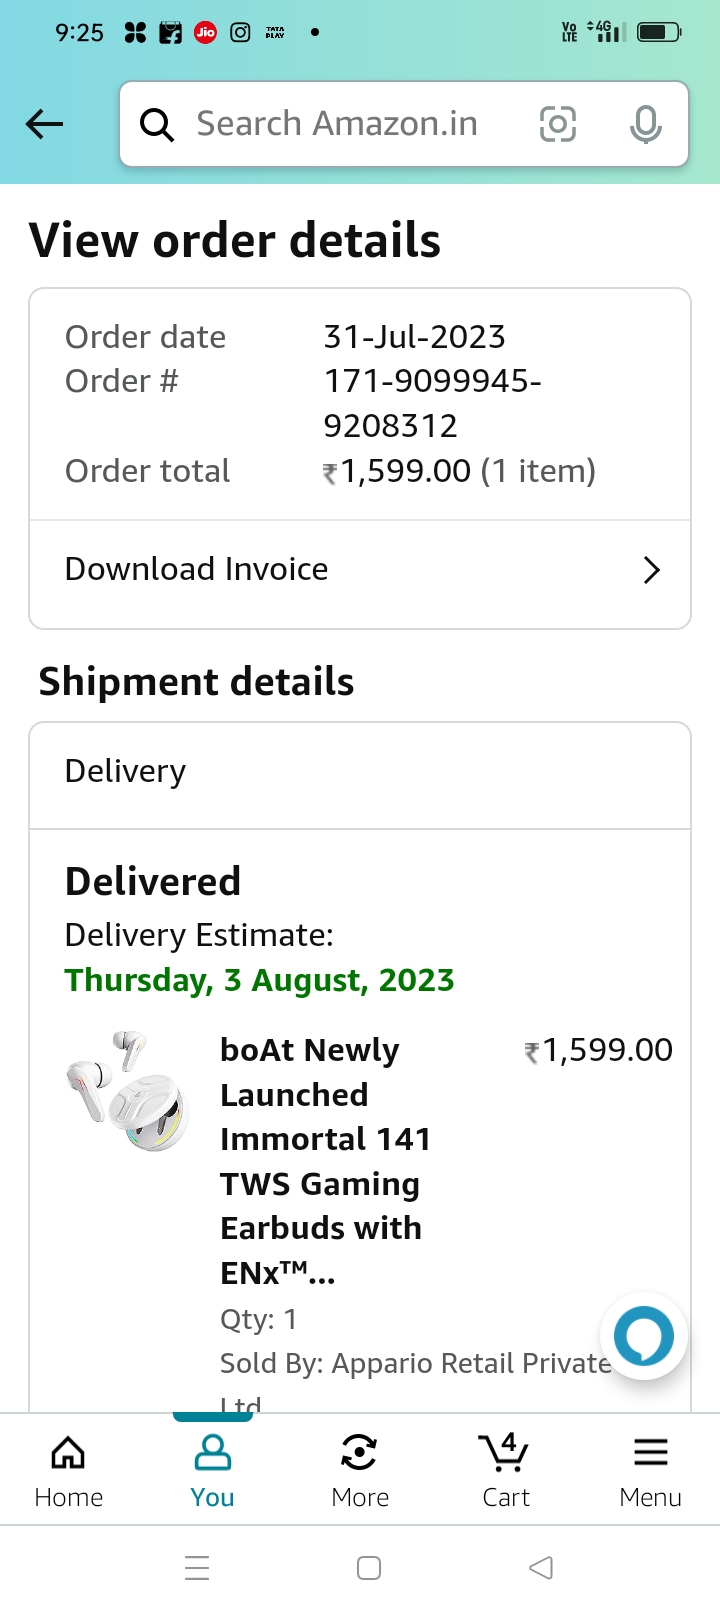 9:25
Jio
TATA PLAY
Vo LTE 4G
Search Amazon.in
View order details
Order date 31-Jul-2023
Order # 171-9099945-
9208312
Order total ₹1,599.00 (1 item)
Download Invoice
Shipment details
Delivery
Delivered
Delivery Estimate:
Thursday, 3 August, 2023
boAt Newly ₹1,599.00
Launched
Immortal 141
TWS Gaming
Earbuds with
ENx™...
Qty: 1
Sold By: Appario Retail Private
Ltd
4
Home You More Cart Menu